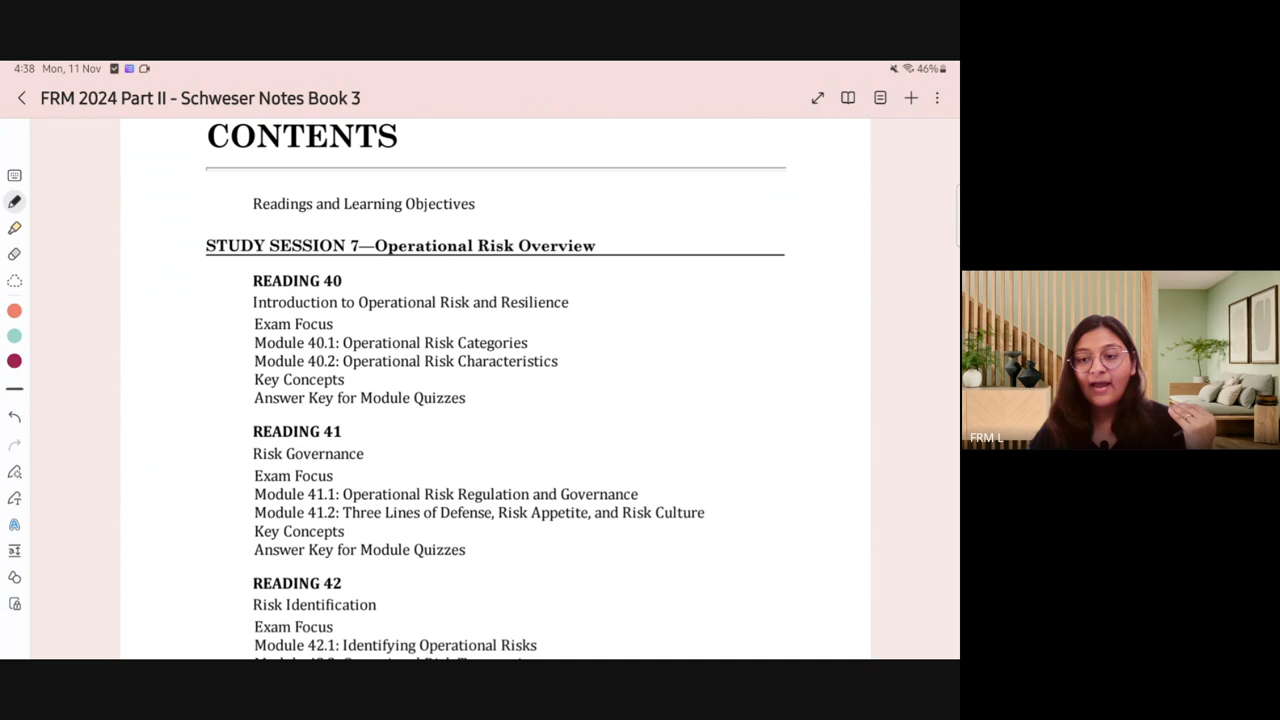 4:38 Mon, 11 Nov
46%
FRM 2024 Part II - Schweser Notes Book 3
CONTENTS
Readings and Learning Objectives
STUDY SESSION 7—Operational Risk Overview
READING 40
Introduction to Operational Risk and Resilience
Exam Focus
Module 40.1: Operational Risk Categories
Module 40.2: Operational Risk Characteristics
Key Concepts
Answer Key for Module Quizzes
READING 41
Risk Governance
Exam Focus
Module 41.1: Operational Risk Regulation and Governance
Module 41.2: Three Lines of Defense, Risk Appetite, and Risk Culture
Key Concepts
Answer Key for Module Quizzes
READING 42
Risk Identification
Exam Focus
Module 42.1: Identifying Operational Risks
FRM L